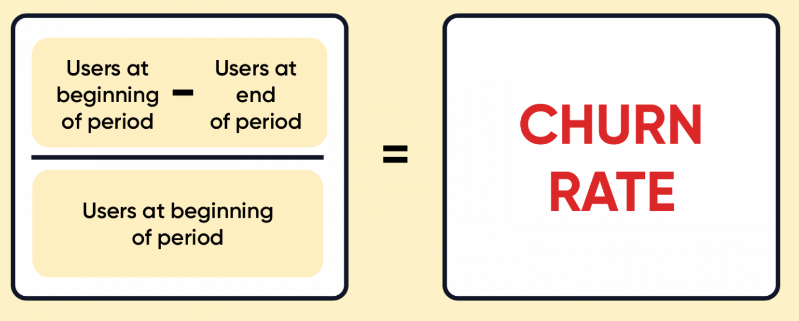 Users at
beginning
of period
−
Users at
end
of period
Users at beginning
of period
=
CHURN
RATE